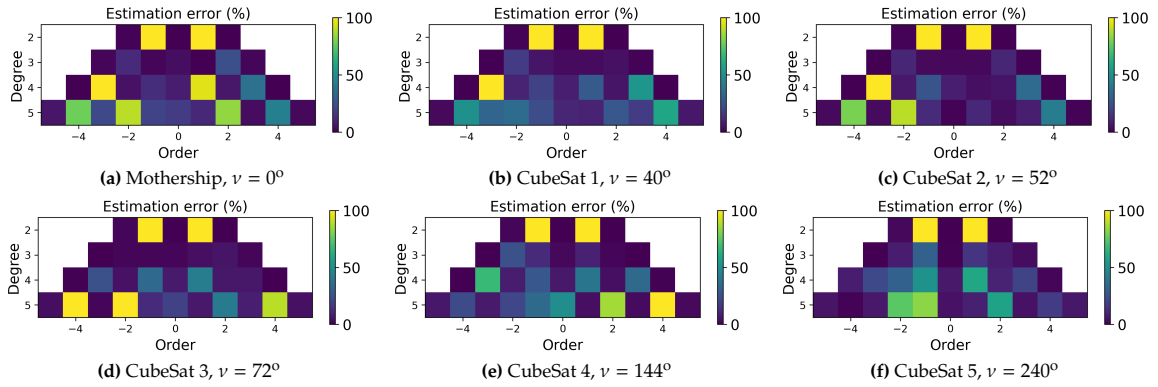 Estimation error (%)
100
50
0
Degree
2
3
4
5
−4 −2 0 2 4
Order
(a) Mothership, ν = 0°
Estimation error (%)
100
50
0
Degree
2
3
4
5
−4 −2 0 2 4
Order
(b) CubeSat 1, ν = 40°
Estimation error (%)
100
50
0
Degree
2
3
4
5
−4 −2 0 2 4
Order
(c) CubeSat 2, ν = 52°
Estimation error (%)
100
50
0
Degree
2
3
4
5
−4 −2 0 2 4
Order
(d) CubeSat 3, ν = 72°
Estimation error (%)
100
50
0
Degree
2
3
4
5
−4 −2 0 2 4
Order
(e) CubeSat 4, ν = 144°
Estimation error (%)
100
50
0
Degree
2
3
4
5
−4 −2 0 2 4
Order
(f) CubeSat 5, ν = 240°